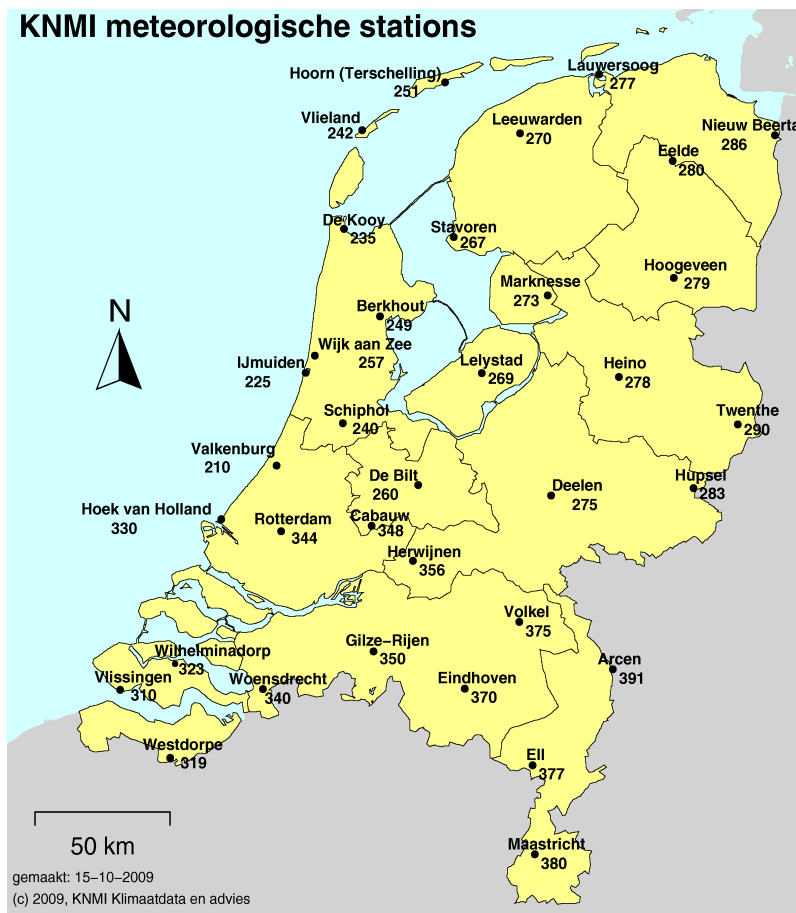 KNMI meteorologische stations
Lauwersoog
277
Hoorn (Terschelling)
251
Vlieland
242
Leeuwarden
270
Nieuw Beerta
286
Eelde
280
De Kooy
235
Stavoren
267
Hoogeveen
279
Marknesse
273
N
Berkhout
249
Wijk aan Zee
257
IJmuiden
225
Lelystad
269
Heino
278
Schiphol
240
Twenthe
290
Valkenburg
210
De Bilt
260
Deelen
275
Hupsel
283
Hoek van Holland
330
Rotterdam
344
Cabauw
348
Herwijnen
356
Volkel
375
Gilze–Rijen
350
Wilhelminadorp
323
Arcen
391
Vlissingen
310
Woensdrecht
340
Eindhoven
370
Westdorpe
319
Ell
377
50 km
Maastricht
380
gemaakt: 15–10–2009
(c) 2009, KNMI Klimaatdata en advies